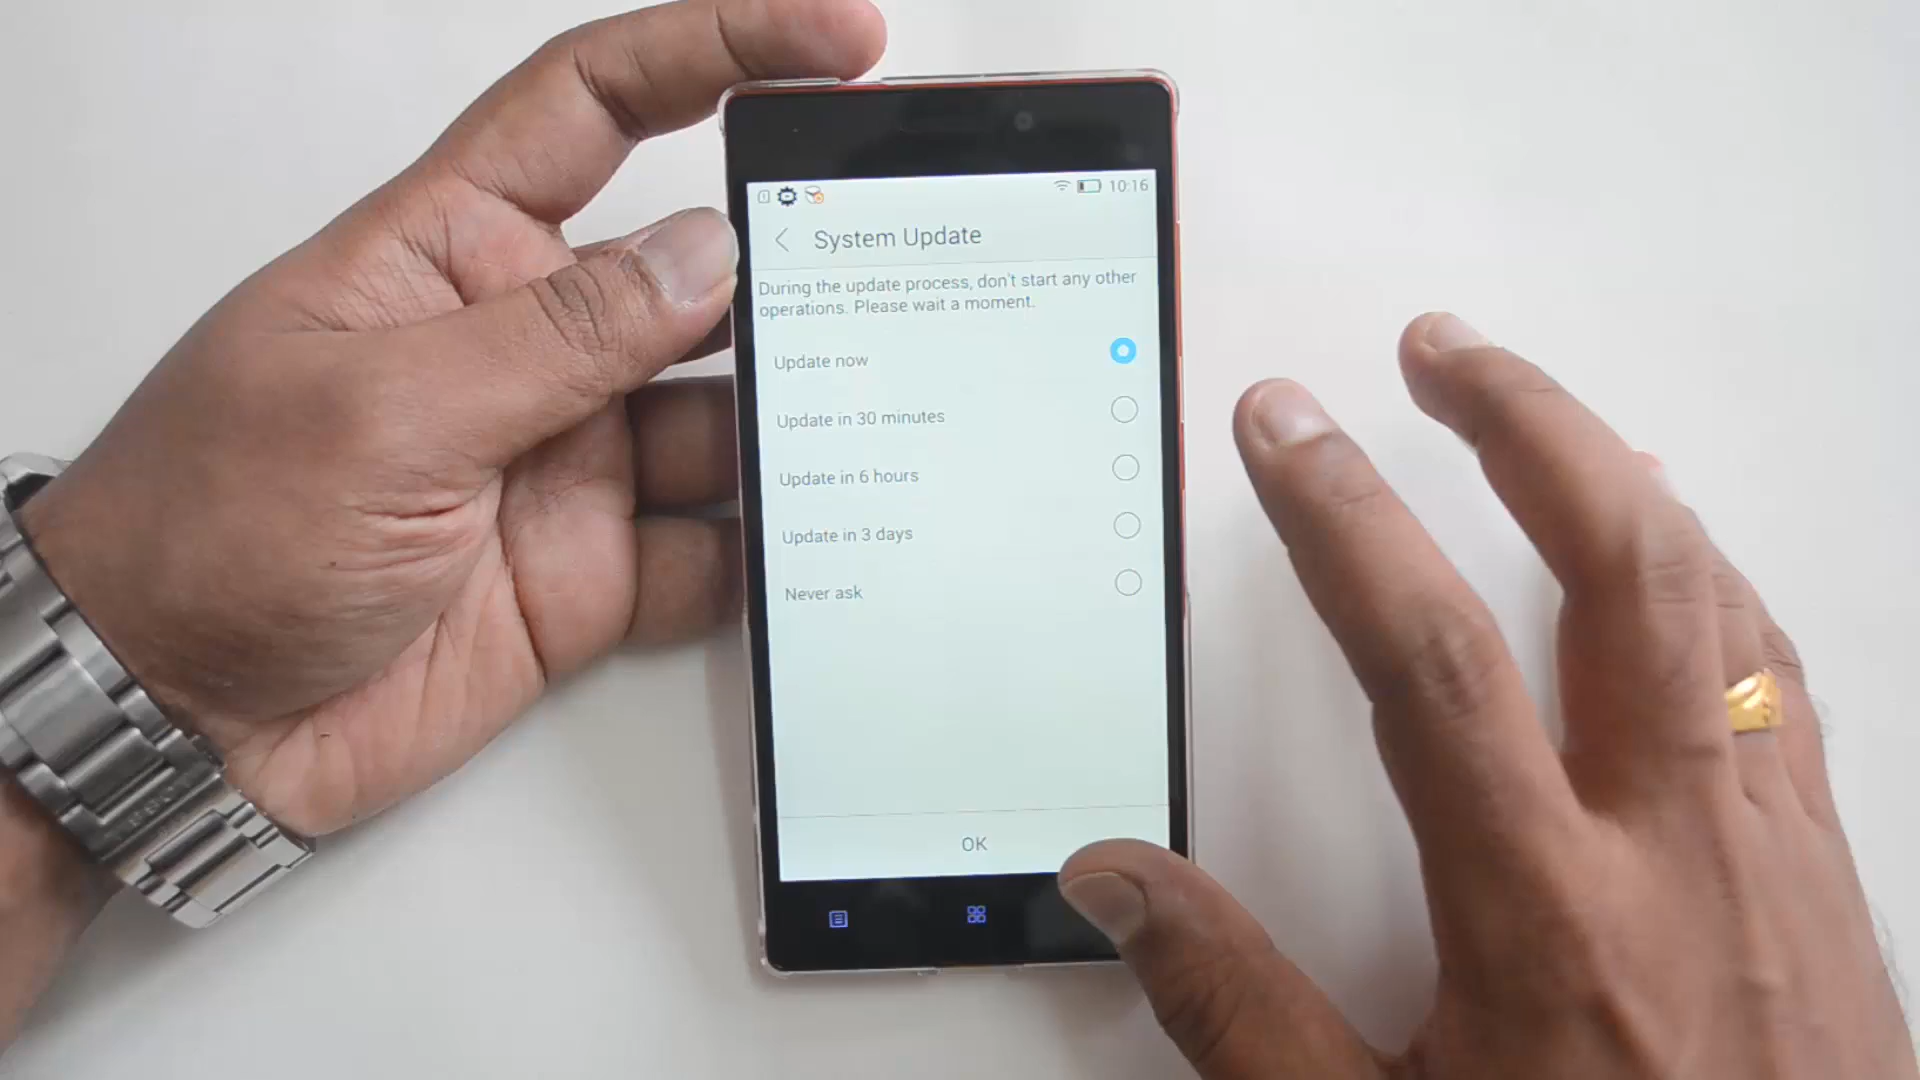 10:16
System Update
During the update process, don't start any other
operations. Please wait a moment.
Update now
Update in 30 minutes
Update in 6 hours
Update in 3 days
Never ask
OK